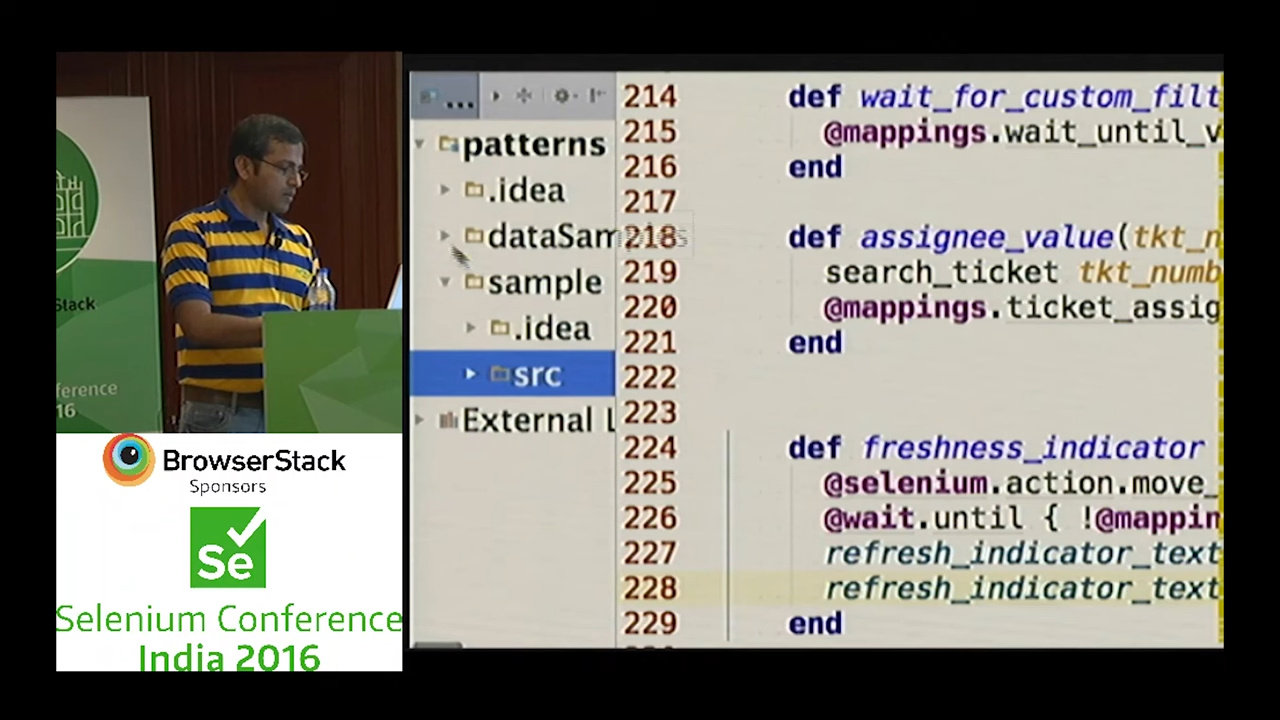 Stack
ference
16
BrowserStack
Sponsors
Se
Selenium Conference
India 2016
...
patterns
.idea
dataSamples
sample
.idea
src
External L
214 def wait_for_custom_filt
215 @mappings.wait_until_v
216 end
217
218 def assignee_value(tkt_n
219 search_ticket tkt_numb
220 @mappings.ticket_assig
221 end
222
223
224 def freshness_indicator
225 @selenium.action.move_
226 @wait.until { !@mappin
227 refresh_indicator_text
228 refresh_indicator_text
229 end